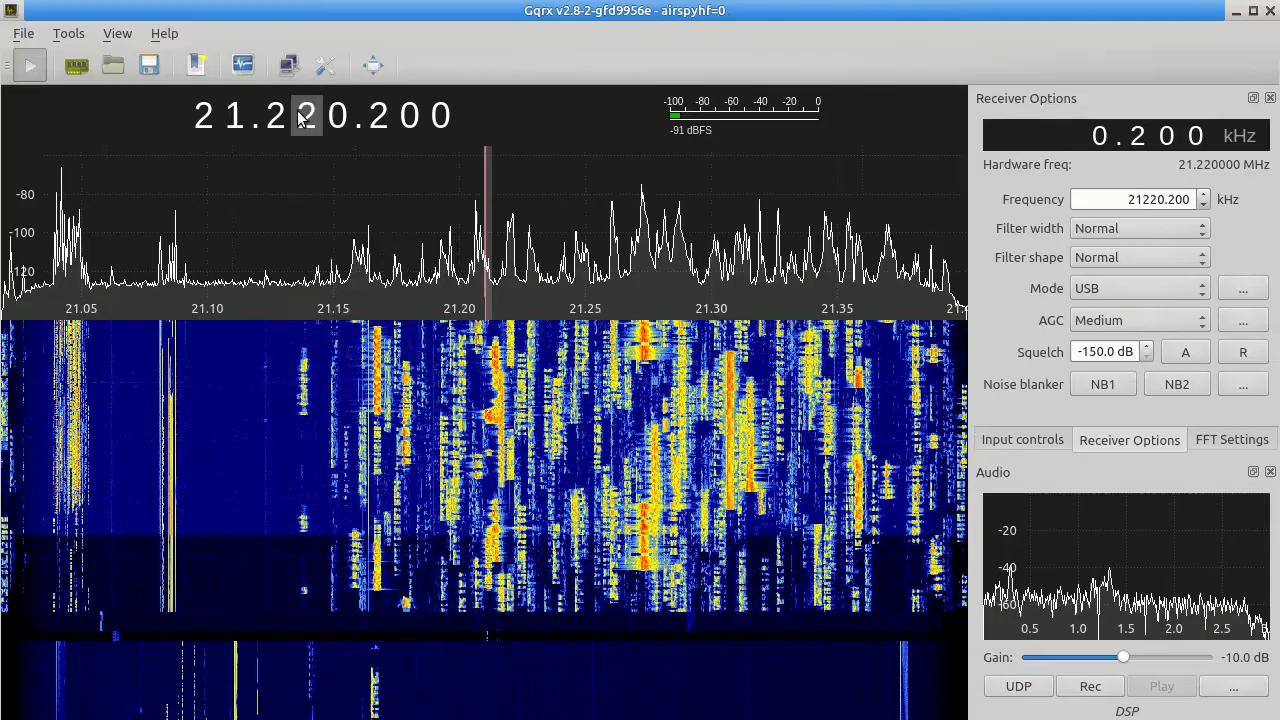 Gqrx v2.8-2-gfd9956e - airspyhf=0
File Tools View Help
21.220.200
-100 -80 -60 -40 -20 0
-91 dBFS
-80
-100
120
21.05 21.10 21.15 21.20 21.25 21.30 21.35
Receiver Options
0.200 kHz
Hardware freq: 21.220000 MHz
Frequency 21220.200 kHz
Filter width Normal
Filter shape Normal
Mode USB ...
AGC Medium ...
Squelch -150.0 dB A R
Noise blanker NB1 NB2 ...
Input controls Receiver Options FFT Settings
Audio
-20
-40
60
0.5 1.0 1.5 2.0 2.5
Gain: -10.0 dB
UDP Rec Play ...
DSP